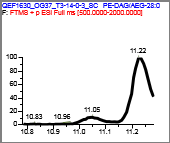 QEF1630_OG37_T3-14-0-3_SC PE-DAG/AEG-28:0
F: FTMS + p ESI Full ms [500.0000-2000.0000]
11.22
100
80
60
40
20
0
10.83 10.96 11.05
10.8 10.9 11.0 11.1 11.2